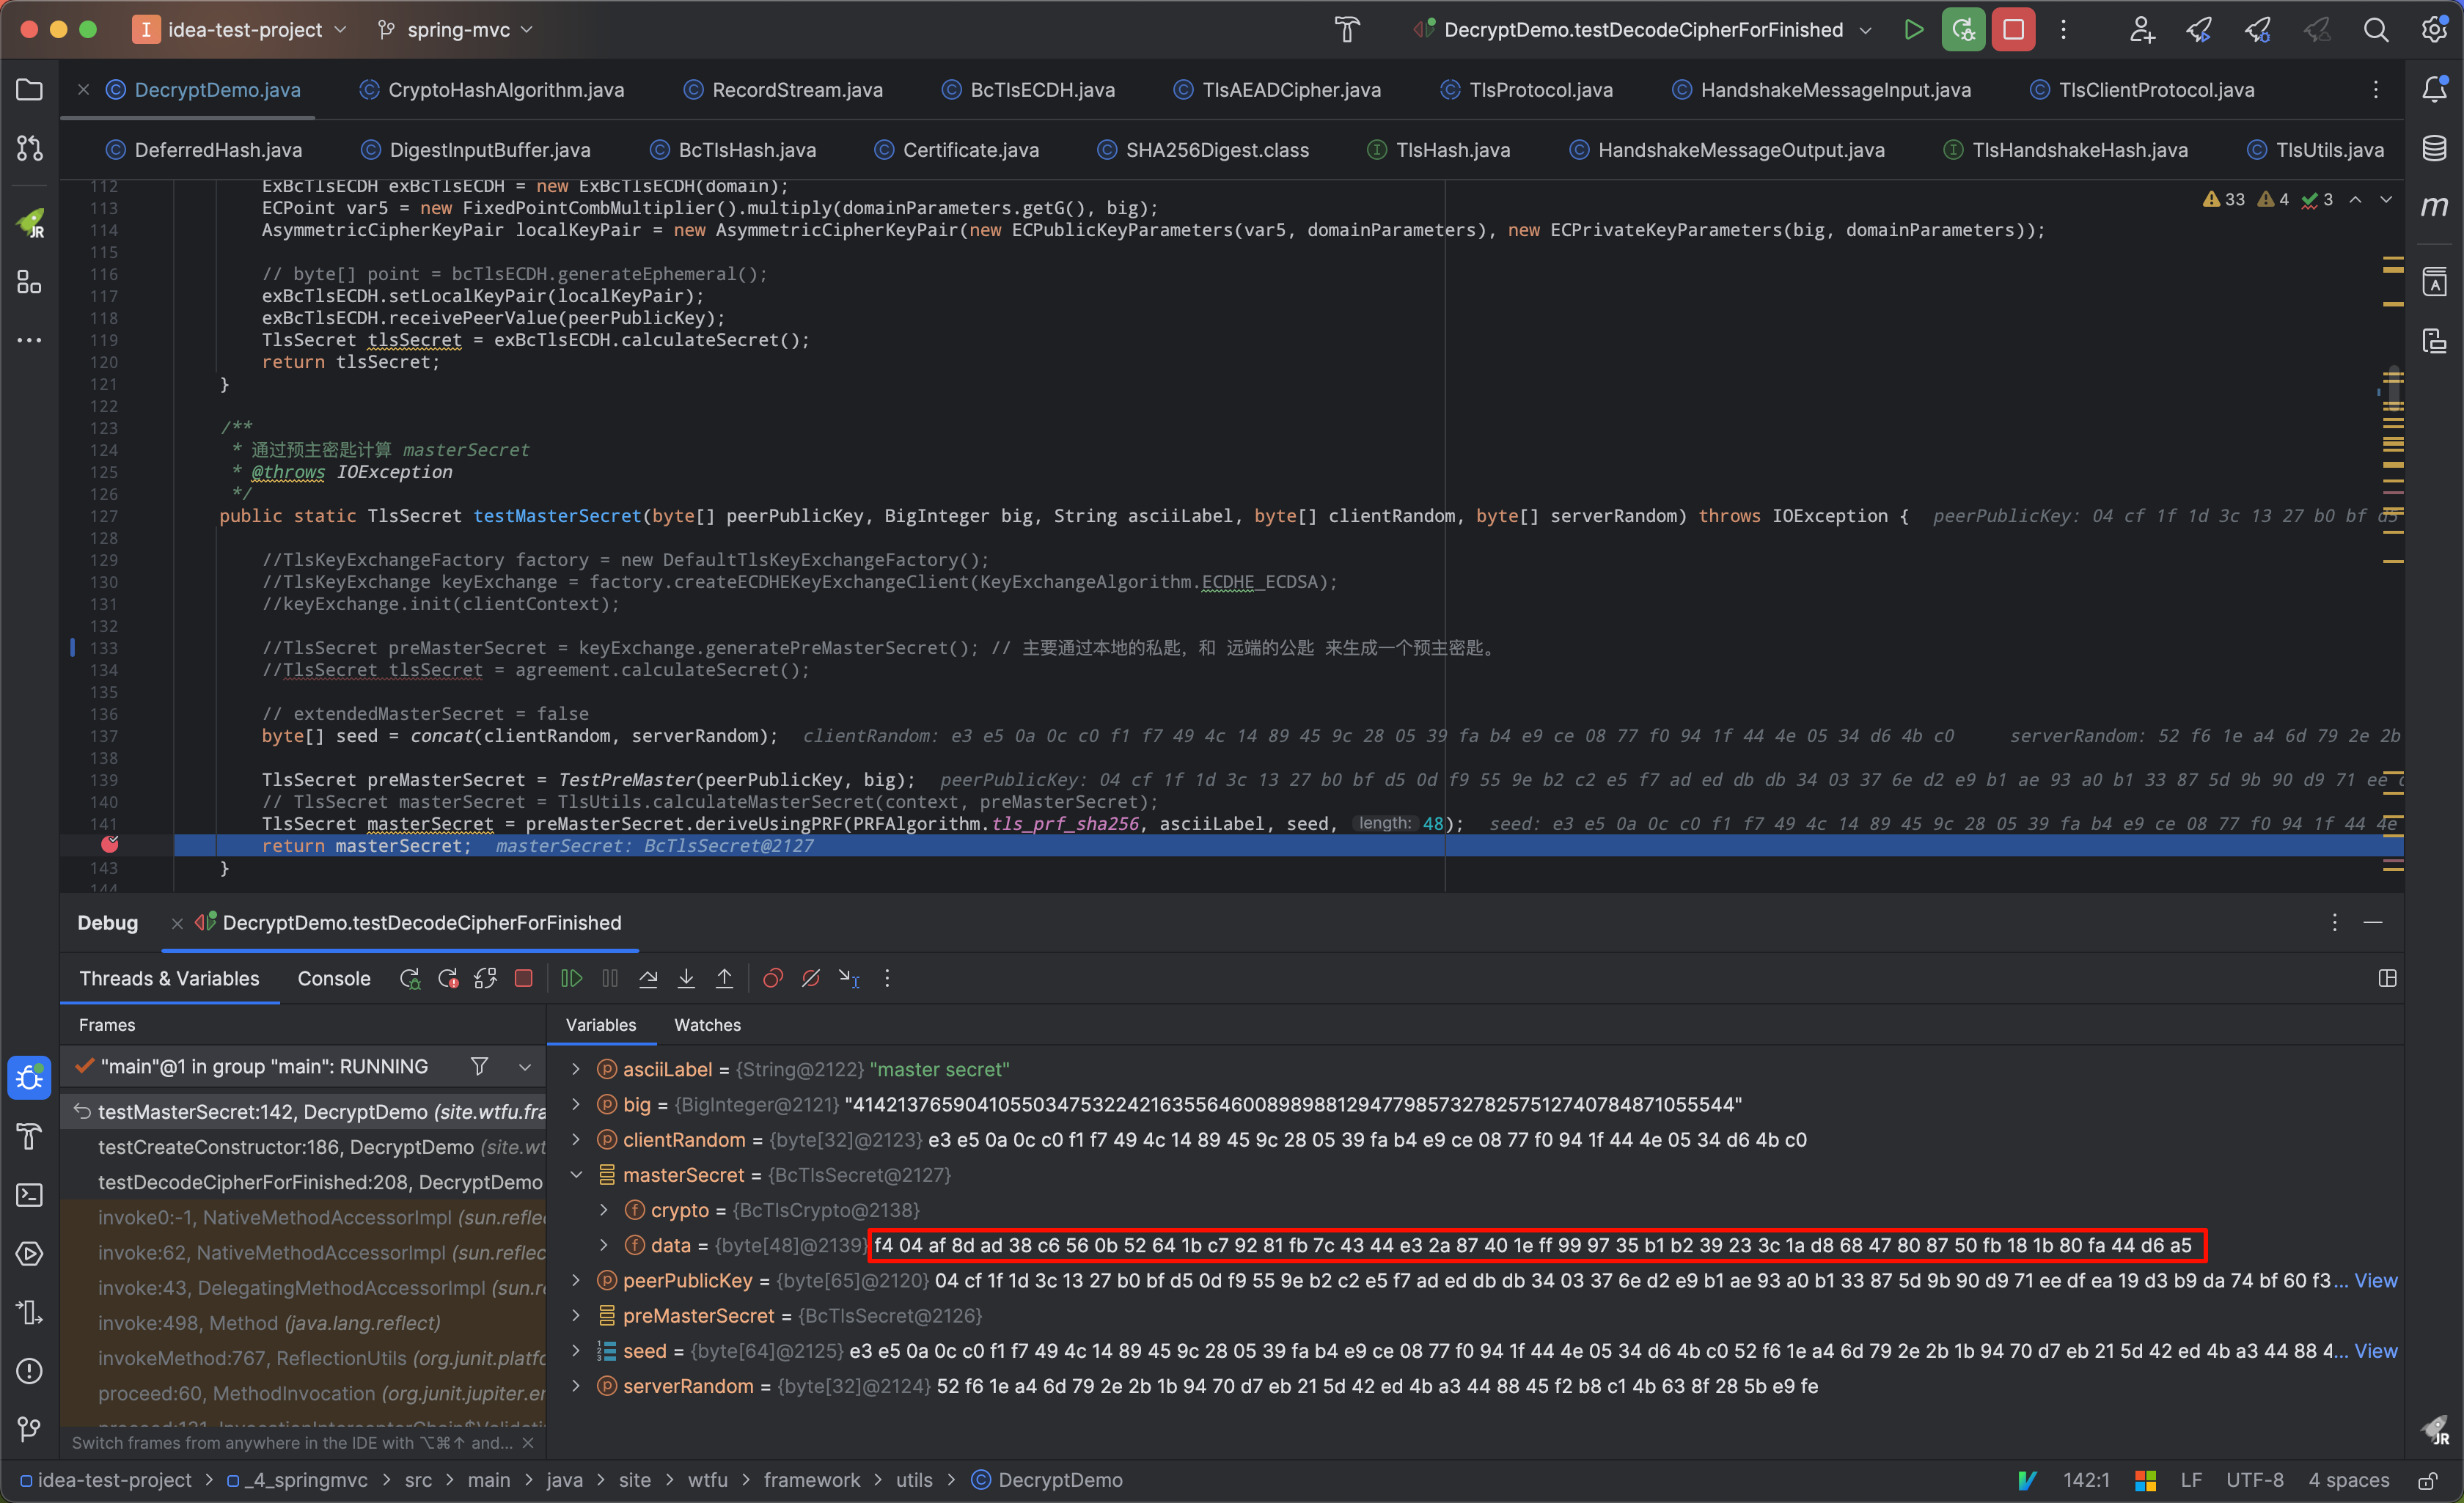 I idea-test-project spring-mvc DecryptDemo.testDecodeCipherForFinished
DecryptDemo.java CryptoHashAlgorithm.java RecordStream.java BcTlsECDH.java TlsAEADCipher.java TlsProtocol.java HandshakeMessageInput.java TlsClientProtocol.java
DeferredHash.java DigestInputBuffer.java BcTlsHash.java Certificate.java SHA256Digest.class TlsHash.java HandshakeMessageOutput.java TlsHandshakeHash.java TlsUtils.java
33 4 3
112 ExBcTlsECDH exBcTlsECDH = new ExBcTlsECDH(domain);
113 ECPoint var5 = new FixedPointCombMultiplier().multiply(domainParameters.getG(), big);
114 AsymmetricCipherKeyPair localKeyPair = new AsymmetricCipherKeyPair(new ECPublicKeyParameters(var5, domainParameters), new ECPrivateKeyParameters(big, domainParameters));
115
116 // byte[] point = bcTlsECDH.generateEphemeral();
117 exBcTlsECDH.setLocalKeyPair(localKeyPair);
118 exBcTlsECDH.receivePeerValue(peerPublicKey);
119 TlsSecret tlsSecret = exBcTlsECDH.calculateSecret();
120 return tlsSecret;
121 }
122
123 /**
124 * 通过预主密匙计算 masterSecret
125 * @throws IOException
126 */
127 public static TlsSecret testMasterSecret(byte[] peerPublicKey, BigInteger big, String asciiLabel, byte[] clientRandom, byte[] serverRandom) throws IOException { peerPublicKey: 04 cf 1f 1d 3c 13 27 b0 bf d5
128
129 //TlsKeyExchangeFactory factory = new DefaultTlsKeyExchangeFactory();
130 //TlsKeyExchange keyExchange = factory.createECDHEKeyExchangeClient(KeyExchangeAlgorithm.ECDHE_ECDSA);
131 //keyExchange.init(clientContext);
132
133 //TlsSecret preMasterSecret = keyExchange.generatePreMasterSecret(); // 主要通过本地的私匙，和 远端的公匙 来生成一个预主密匙。
134 //TlsSecret tlsSecret = agreement.calculateSecret();
135
136 // extendedMasterSecret = false
137 byte[] seed = concat(clientRandom, serverRandom); clientRandom: e3 e5 0a 0c c0 f1 f7 49 4c 14 89 45 9c 28 05 39 fa b4 e9 ce 08 77 f0 94 1f 44 4e 05 34 d6 4b c0 serverRandom: 52 f6 1e a4 6d 79 2e 2b
138
139 TlsSecret preMasterSecret = TestPreMaster(peerPublicKey, big); peerPublicKey: 04 cf 1f 1d 3c 13 27 b0 bf d5 0d f9 55 9e b2 c2 e5 f7 ad ed db db 34 03 37 6e d2 e9 b1 ae 93 a0 b1 33 87 5d 9b 90 d9 71 ee
140 // TlsSecret masterSecret = TlsUtils.calculateMasterSecret(context, preMasterSecret);
141 TlsSecret masterSecret = preMasterSecret.deriveUsingPRF(PRFAlgorithm.tls_prf_sha256, asciiLabel, seed, length: 48); seed: e3 e5 0a 0c c0 f1 f7 49 4c 14 89 45 9c 28 05 39 fa b4 e9 ce 08 77 f0 94 1f 44 4e
return masterSecret; masterSecret: BcTlsSecret@2127
143 }
144
Debug DecryptDemo.testDecodeCipherForFinished
Threads & Variables Console
Frames Variables Watches
"main"@1 in group "main": RUNNING
testMasterSecret:142, DecryptDemo (site.wtfu.fra
testCreateConstructor:186, DecryptDemo (site.wt
testDecodeCipherForFinished:208, DecryptDemo
invoke0:-1, NativeMethodAccessorImpl (sun.refle
invoke:62, NativeMethodAccessorImpl (sun.reflec
invoke:43, DelegatingMethodAccessorImpl (sun.re
invoke:498, Method (java.lang.reflect)
invokeMethod:767, ReflectionUtils (org.junit.platfo
proceed:60, MethodInvocation (org.junit.jupiter.en
Switch frames from anywhere in the IDE with ⌥⌘↑ and...
asciiLabel = {String@2122} "master secret"
big = {BigInteger@2121} "41421376590410550347532242163556460089898812947798573278257512740784871055544"
clientRandom = {byte[32]@2123} e3 e5 0a 0c c0 f1 f7 49 4c 14 89 45 9c 28 05 39 fa b4 e9 ce 08 77 f0 94 1f 44 4e 05 34 d6 4b c0
masterSecret = {BcTlsSecret@2127}
crypto = {BcTlsCrypto@2138}
data = {byte[48]@2139} f4 04 af 8d ad 38 c6 56 0b 52 64 1b c7 92 81 fb 7c 43 44 e3 2a 87 40 1e ff 99 97 35 b1 b2 39 23 3c 1a d8 68 47 80 87 50 fb 18 1b 80 fa 44 d6 a5
peerPublicKey = {byte[65]@2120} 04 cf 1f 1d 3c 13 27 b0 bf d5 0d f9 55 9e b2 c2 e5 f7 ad ed db db 34 03 37 6e d2 e9 b1 ae 93 a0 b1 33 87 5d 9b 90 d9 71 ee df ea 19 d3 b9 da 74 bf 60 f3... View
preMasterSecret = {BcTlsSecret@2126}
seed = {byte[64]@2125} e3 e5 0a 0c c0 f1 f7 49 4c 14 89 45 9c 28 05 39 fa b4 e9 ce 08 77 f0 94 1f 44 4e 05 34 d6 4b c0 52 f6 1e a4 6d 79 2e 2b 1b 94 70 d7 eb 21 5d 42 ed 4b a3 44 88 4... View
serverRandom = {byte[32]@2124} 52 f6 1e a4 6d 79 2e 2b 1b 94 70 d7 eb 21 5d 42 ed 4b a3 44 88 45 f2 b8 c1 4b 63 8f 28 5b e9 fe
idea-test-project > _4_springmvc > src > main > java > site > wtfu > framework > utils > DecryptDemo 142:1 LF UTF-8 4 spaces